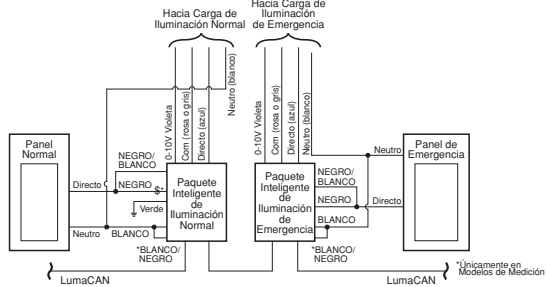 Hacia Carga de
Iluminación Normal
Hacia Carga de
Iluminación
de Emergencia
0-10V Violeta
Com (rosa o gris)
Directo (azul)
Neutro (blanco)
0-10V Violeta
Com (rosa o gris)
Directo (azul)
Neutro (blanco)
Panel
Normal
NEGRO/
BLANCO
Directo
NEGRO
$*
Verde
Neutro
BLANCO
Paquete
Inteligente
de
Iluminación
Normal
*BLANCO/
NEGRO
LumaCAN
Paquete
Inteligente
de
Iluminación
de
Emergencia
NEGRO/
BLANCO
NEGRO
BLANCO
*BLANCO/
NEGRO
Neutro
Directo
Panel de
Emergencia
LumaCAN
*Únicamente en
Modelos de Medición